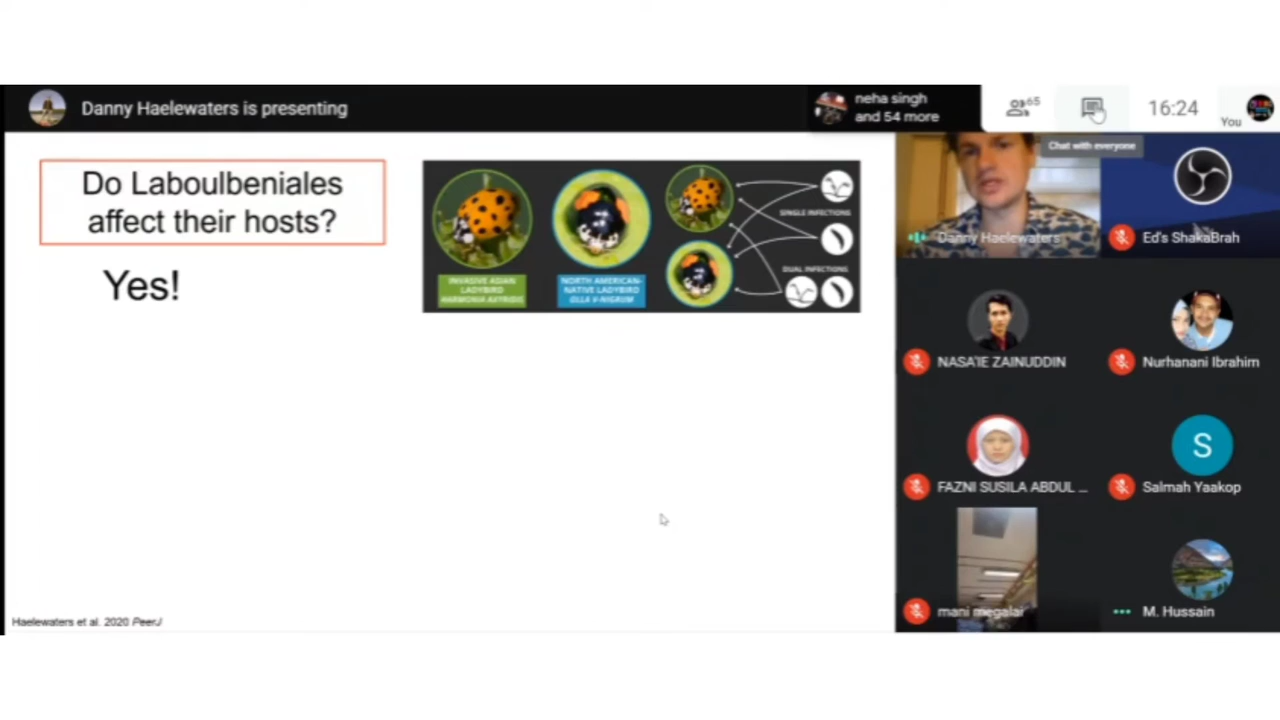 Danny Haelewaters is presenting
neha singh
and 54 more
65
16:24
You
Chat with everyone
Do Laboulbeniales
affect their hosts?
Yes!
INVASIVE ASIAN
LADYBIRD
HARMONIA AXYRIDIS
NORTH AMERICAN-
NATIVE LADYBIRD
OLLA V-NIGRUM
SINGLE INFECTIONS
DUAL INFECTIONS
Haelewaters et al. 2020 PeerJ
Danny Haelewaters
Ed's ShakaBrah
NASA'IE ZAINUDDIN
Nurhanani Ibrahim
FAZNI SUSILA ABDUL ...
S
Salmah Yaakop
mani megalai
M. Hussain